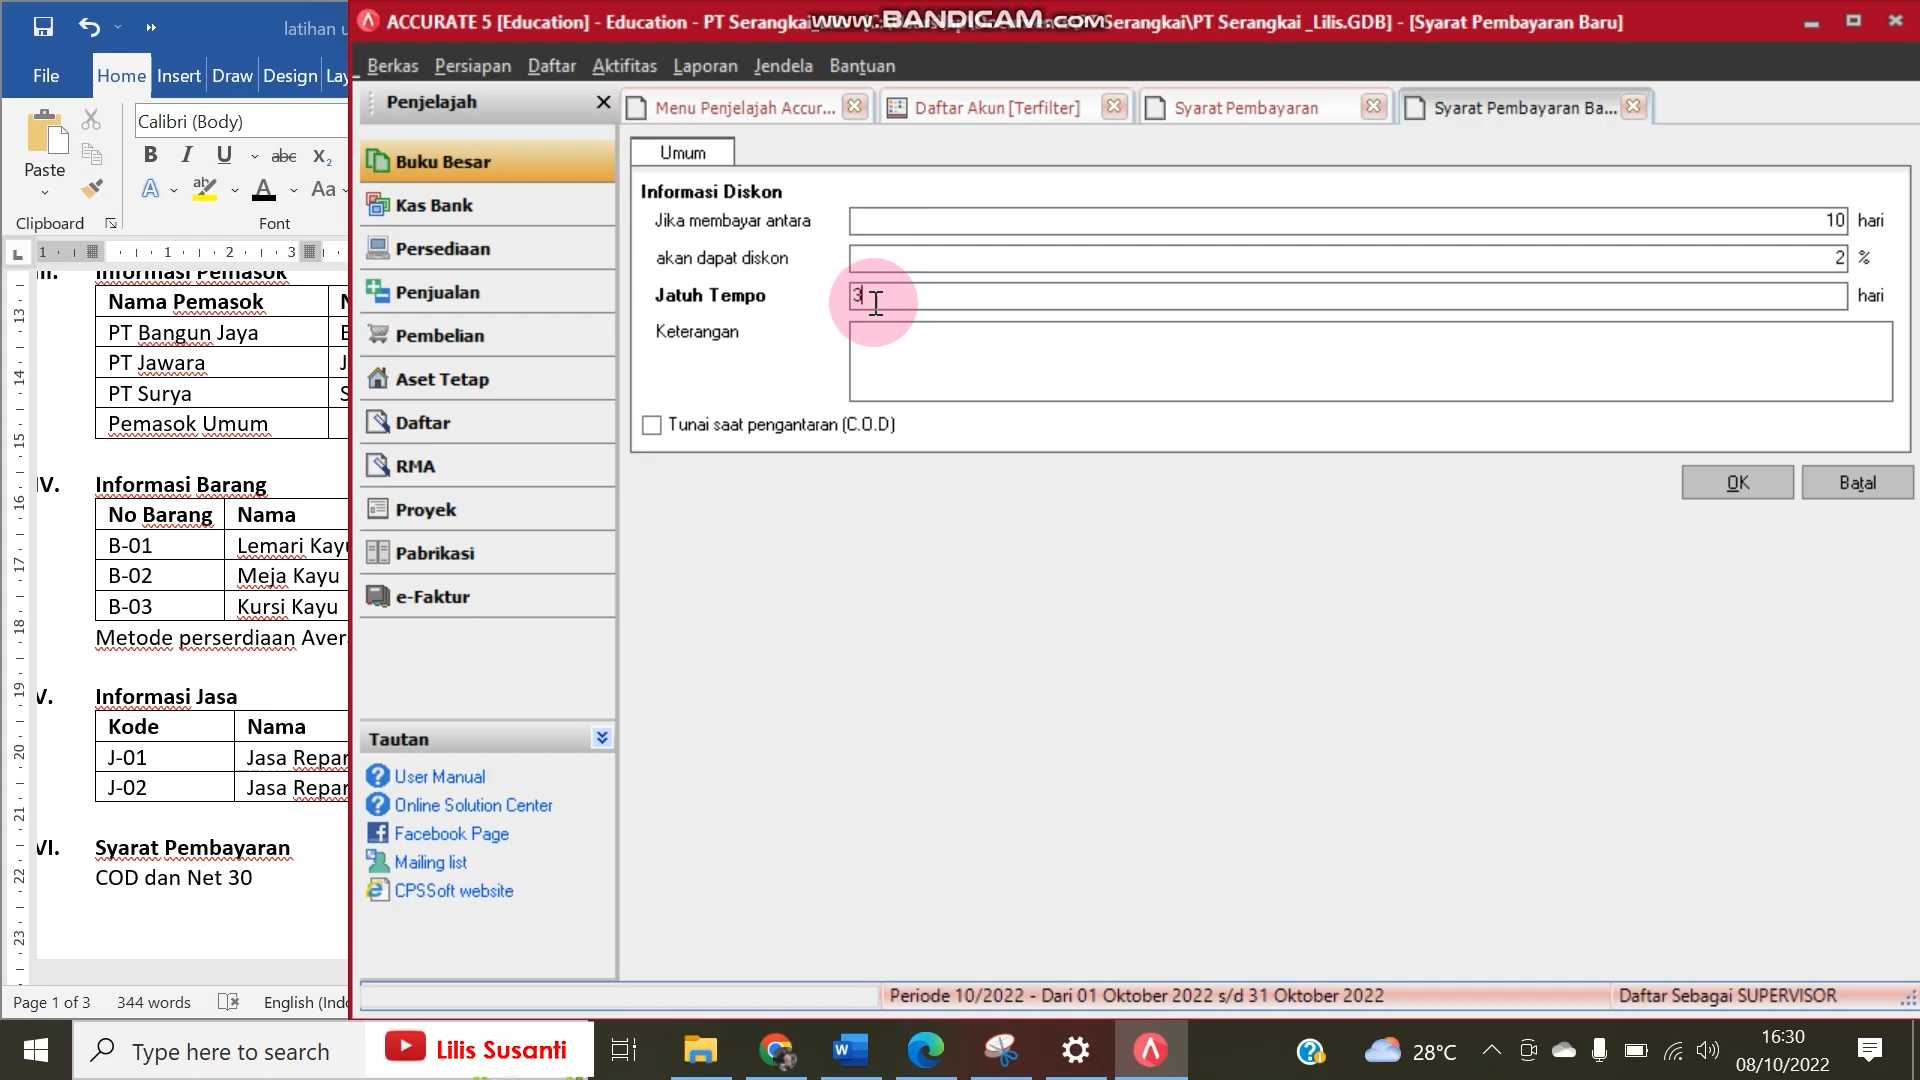 latihan u
File
Home
Insert
Draw
Design
Lay
Paste
Calibri (Body)
Clipboard
Font
III. Informasi Pemasok
Nama Pemasok
PT Bangun Jaya
PT Jawara
PT Surya
Pemasok Umum
IV. Informasi Barang
No Barang Nama
B-01 Lemari Kayu
B-02 Meja Kayu
B-03 Kursi Kayu
Metode perserdiaan Aver
V. Informasi Jasa
Kode Nama
J-01 Jasa Repar
J-02 Jasa Repar
VI. Syarat Pembayaran
COD dan Net 30
Page 1 of 3 344 words English (Ind
ACCURATE 5 [Education] - Education - PT Serangkai
www.BANDICAM.com
Serangkai\PT Serangkai _Lilis.GDB] - [Syarat Pembayaran Baru]
Berkas Persiapan Daftar Aktifitas Laporan Jendela Bantuan
Penjelajah
Menu Penjelajah Accur...
Daftar Akun [Terfilter]
Syarat Pembayaran
Syarat Pembayaran Ba...
Buku Besar
Kas Bank
Persediaan
Penjualan
Pembelian
Aset Tetap
Daftar
RMA
Proyek
Pabrikasi
e-Faktur
Tautan
User Manual
Online Solution Center
Facebook Page
Mailing list
CPSSoft website
Umum
Informasi Diskon
Jika membayar antara 10 hari
akan dapat diskon 2 %
Jatuh Tempo 3 hari
Keterangan
Tunai saat pengantaran (C.O.D)
OK
Batal
Periode 10/2022 - Dari 01 Oktober 2022 s/d 31 Oktober 2022
Daftar Sebagai SUPERVISOR
Type here to search
Lilis Susanti
28°C
16:30
08/10/2022